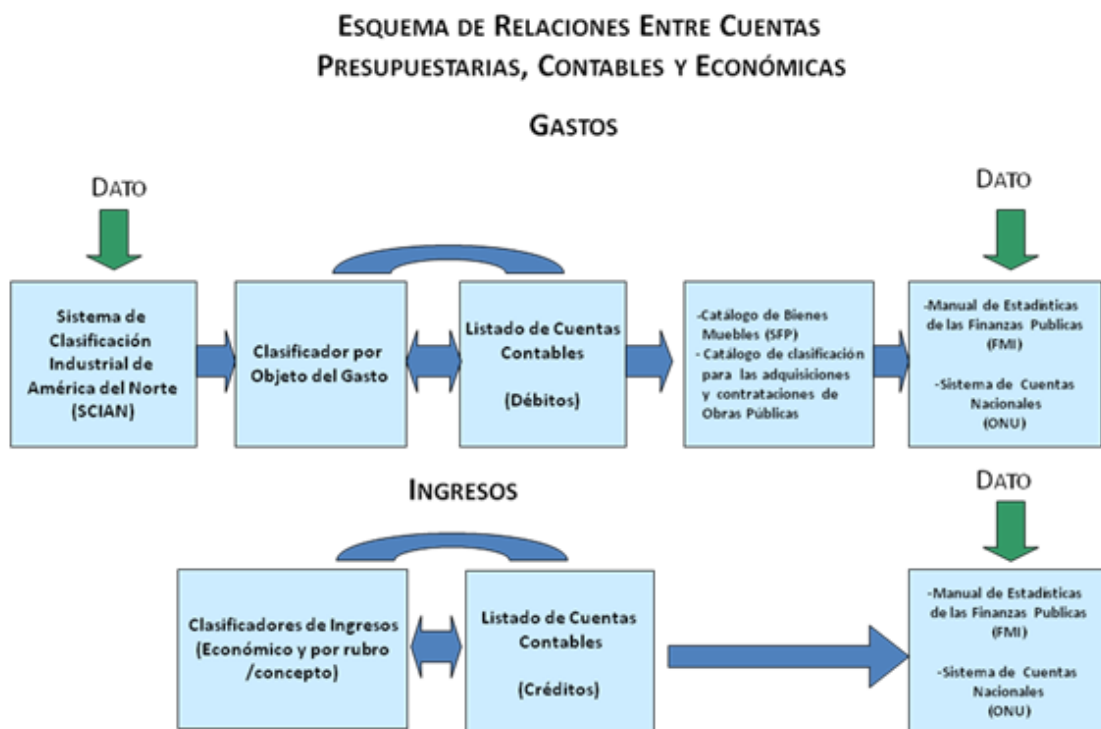 ESQUEMA DE RELACIONES ENTRE CUENTAS
PRESUPUESTARIAS, CONTABLES Y ECONÓMICAS
GASTOS
DATO
DATO
Sistema de
Clasificación
Industrial de
América del Norte
(SCIAN)
Clasificador por
Objeto del Gasto
Listado de Cuentas
Contables
(Débitos)
-Catálogo de Bienes
Muebles (SFP)
- Catálogo de clasificación
para las adquisiciones
y contrataciones de
Obras Públicas
-Manual de Estadísticas
de las Finanzas Publicas
(FMI)
-Sistema de Cuentas
Nacionales
(ONU)
INGRESOS
DATO
Clasificadores de Ingresos
(Económico y por rubro
/concepto)
Listado de Cuentas
Contables
(Créditos)
-Manual de Estadísticas
de las Finanzas Publicas
(FMI)
-Sistema de Cuentas
Nacionales
(ONU)